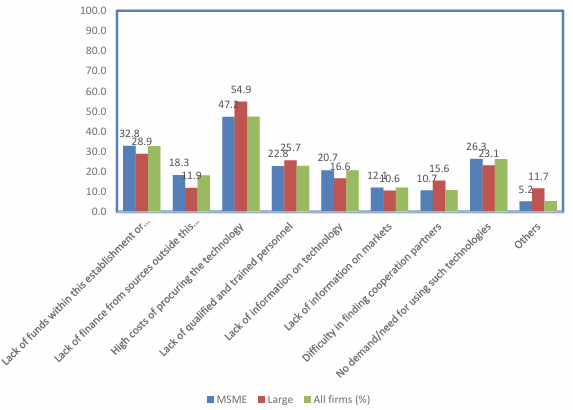 100.0
90.0
80.0
70.0
60.0
50.0
40.0
30.0
20.0
10.0
0.0
32.8
28.9
18.3
11.9
47.2
54.9
22.8
25.7
20.7
16.6
12.1
10.6
10.7
15.6
26.3
23.1
5.2
11.7
Lack of funds within this establishment or...
Lack of finance from sources outside this...
High costs of procuring the technology
Lack of qualified and trained personnel
Lack of information on technology
Lack of information on markets
Difficulty in finding cooperation partners
No demand/need for using such technologies
Others
MSME Large All firms (%)